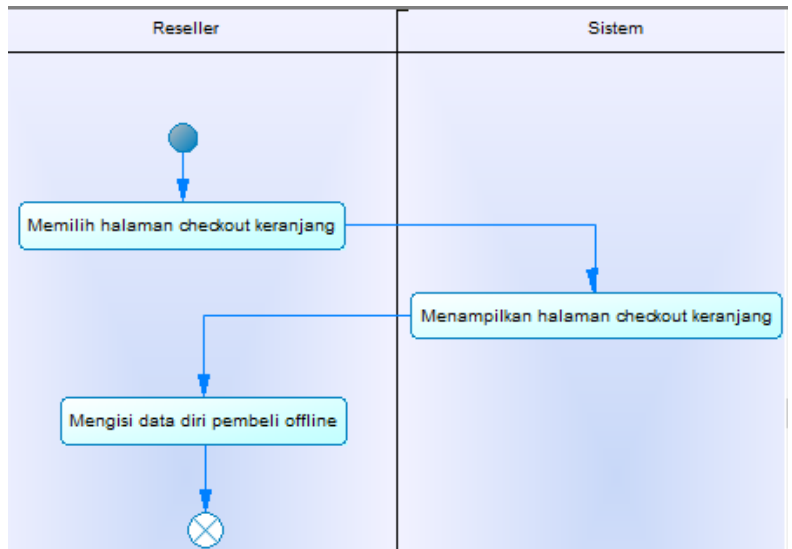 Reseller
Sistem
Memilih halaman checkout keranjang
Menampilkan halaman checkout keranjang
Mengisi data diri pembeli offline